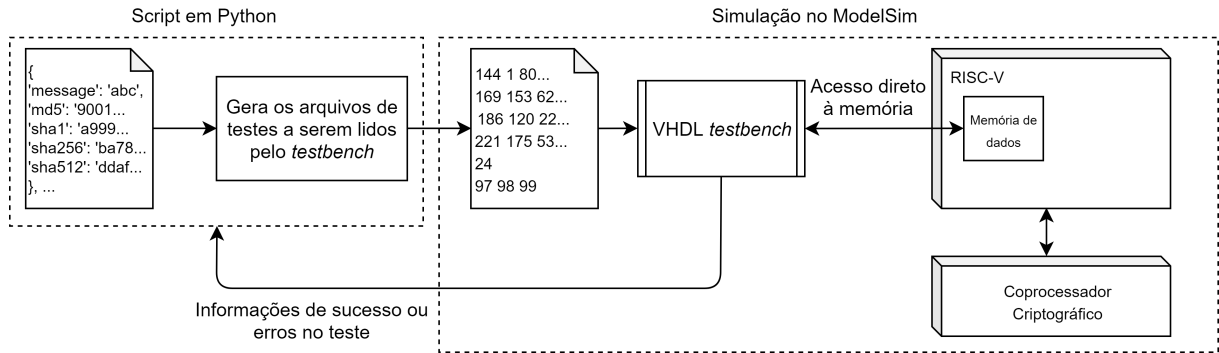 Script em Python
Simulação no ModelSim
{
'message': 'abc',
'md5': '9001...
'sha1': 'a999...
'sha256': 'ba78...
'sha512': 'ddaf...
}, ...
Gera os arquivos de
testes a serem lidos
pelo testbench
144 1 80...
169 153 62...
186 120 22...
221 175 53...
24
97 98 99
VHDL testbench
Acesso direto
à memória
RISC-V
Memória de
dados
Coprocessador
Criptográfico
Informações de sucesso ou
erros no teste